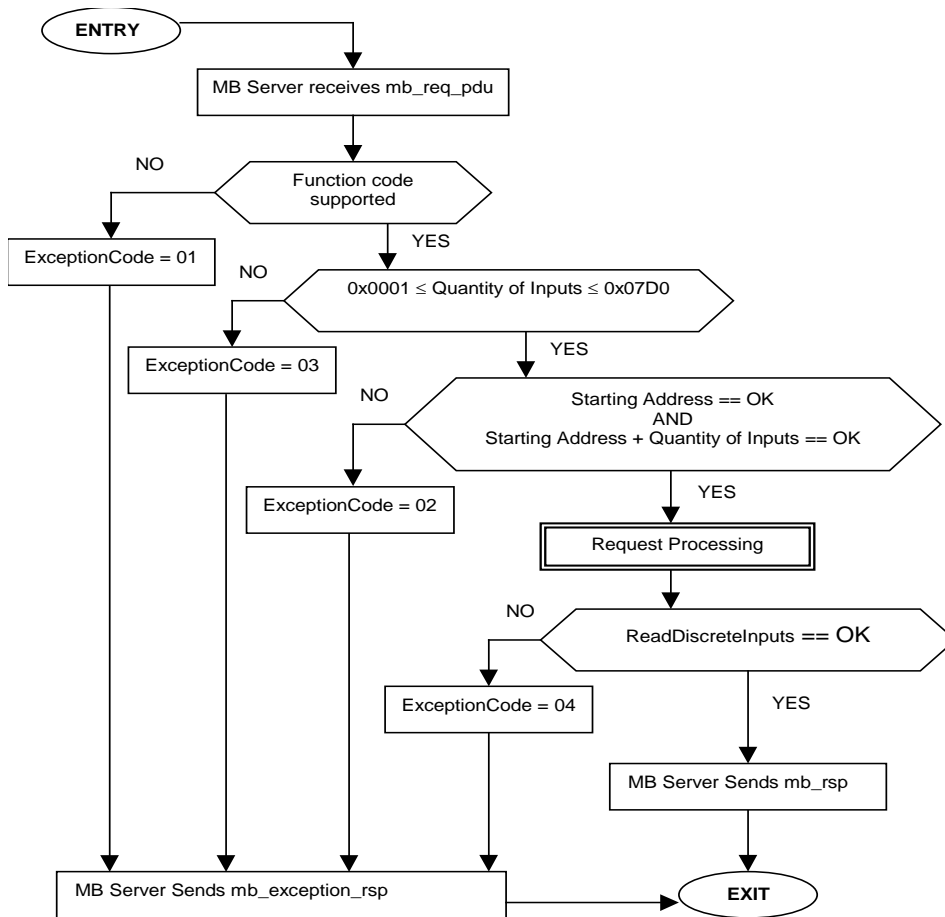 ENTRY
MB Server receives mb_req_pdu
NO
Function code
supported
YES
ExceptionCode = 01
NO
0x0001 ≤ Quantity of Inputs ≤ 0x07D0
YES
ExceptionCode = 03
NO
Starting Address == OK
AND
Starting Address + Quantity of Inputs == OK
YES
ExceptionCode = 02
Request Processing
NO
ReadDiscreteInputs == OK
YES
ExceptionCode = 04
MB Server Sends mb_rsp
MB Server Sends mb_exception_rsp
EXIT